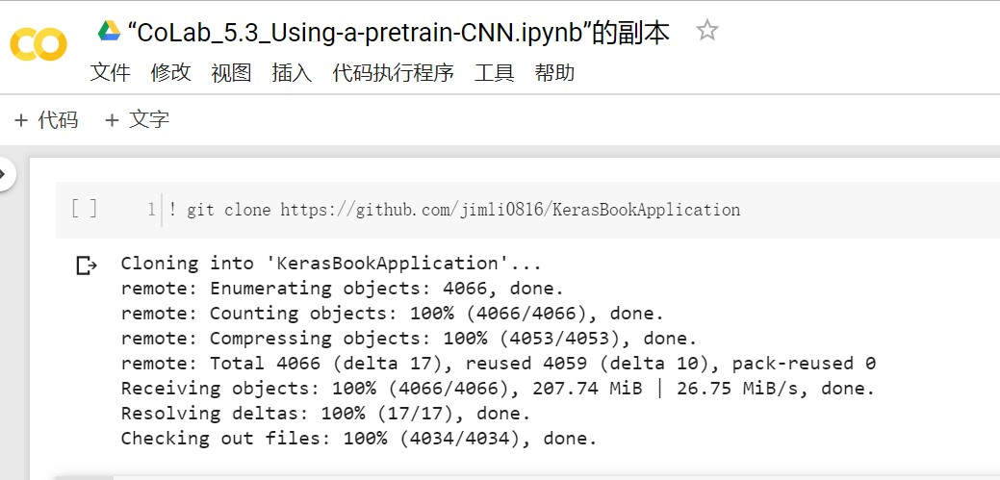 “CoLab_5.3_Using-a-pretrain-CNN.ipynb”的副本
文件 修改 视图 插入 代码执行程序 工具 帮助
+ 代码 + 文字
[ ] 1 ! git clone https://github.com/jimli0816/KerasBookApplication
Cloning into 'KerasBookApplication'...
remote: Enumerating objects: 4066, done.
remote: Counting objects: 100% (4066/4066), done.
remote: Compressing objects: 100% (4053/4053), done.
remote: Total 4066 (delta 17), reused 4059 (delta 10), pack-reused 0
Receiving objects: 100% (4066/4066), 207.74 MiB | 26.75 MiB/s, done.
Resolving deltas: 100% (17/17), done.
Checking out files: 100% (4034/4034), done.